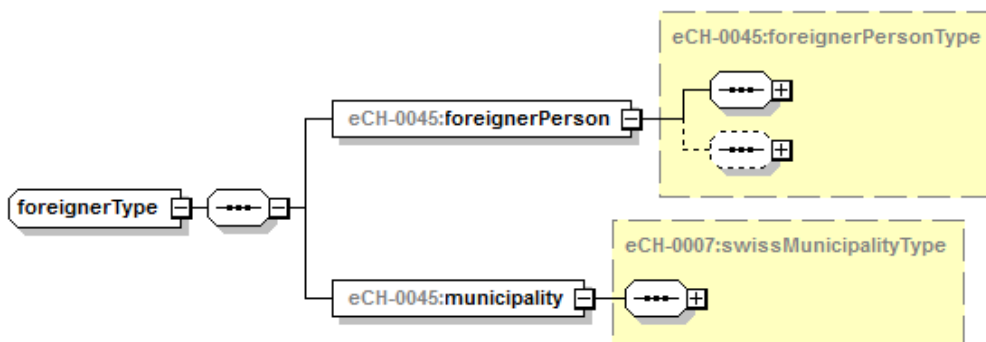 eCH-0045:foreignerPersonType
eCH-0045:foreignerPerson
foreignerType
eCH-0007:swissMunicipalityType
eCH-0045:municipality